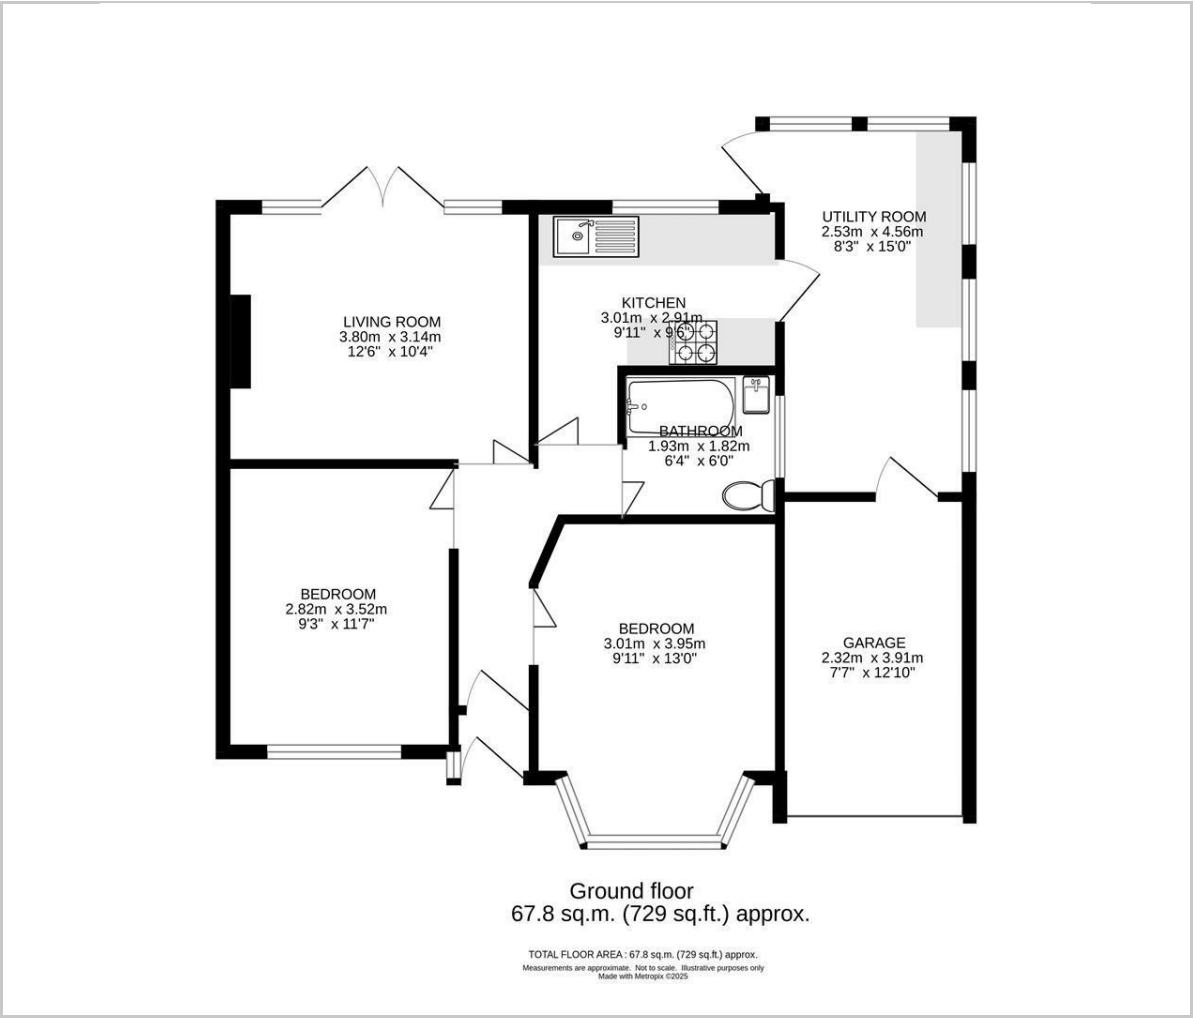 UTILITY ROOM
2.53m x 4.56m
8'3" x 15'0"
LIVING ROOM
3.80m x 3.14m
12'6" x 10'4"
KITCHEN
3.01m x 2.91m
9'11" x 9'6"
BATHROOM
1.93m x 1.82m
6'4" x 6'0"
BEDROOM
2.82m x 3.52m
9'3" x 11'7"
BEDROOM
3.01m x 3.95m
9'11" x 13'0"
GARAGE
2.32m x 3.91m
7'7" x 12'10"
Ground floor
67.8 sq.m. (729 sq.ft.) approx.
TOTAL FLOOR AREA : 67.8 sq.m. (729 sq.ft.) approx.
Measurements are approximate. Not to scale. Illustrative purposes only
Made with Metropix ©2025